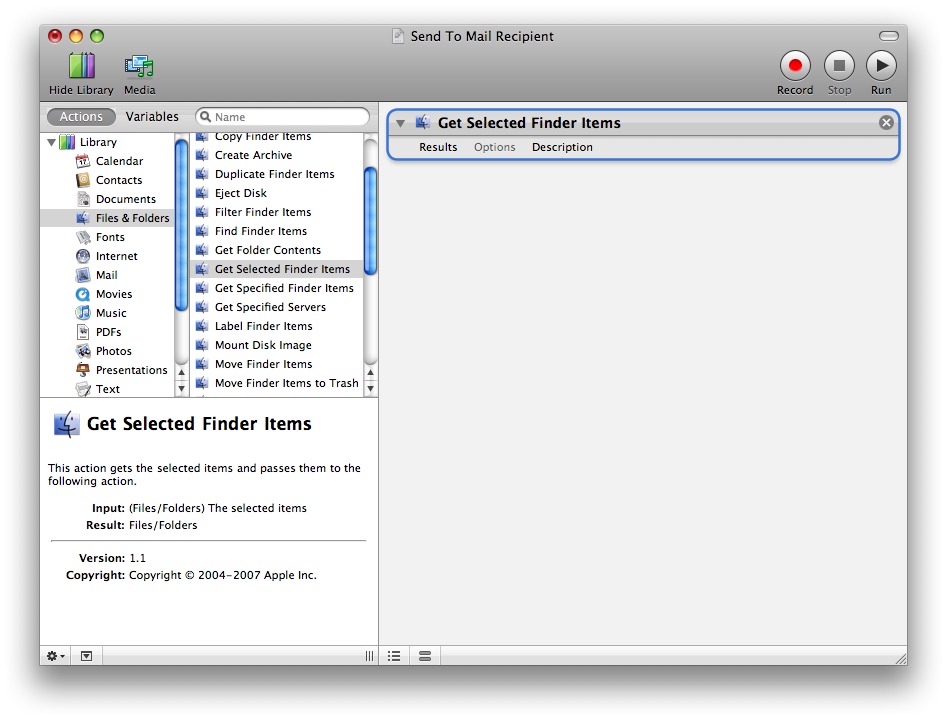 Send To Mail Recipient
Hide Library
Media
Record
Stop
Run
Actions
Variables
Name
Library
Calendar
Contacts
Documents
Files & Folders
Fonts
Internet
Mail
Movies
Music
PDFs
Photos
Presentations
Text
Copy Finder Items
Create Archive
Duplicate Finder Items
Eject Disk
Filter Finder Items
Find Finder Items
Get Folder Contents
Get Selected Finder Items
Get Specified Finder Items
Get Specified Servers
Label Finder Items
Mount Disk Image
Move Finder Items
Move Finder Items to Trash
Get Selected Finder Items
This action gets the selected items and passes them to the
following action.
Input: (Files/Folders) The selected items
Result: Files/Folders
Version: 1.1
Copyright: Copyright © 2004-2007 Apple Inc.
Get Selected Finder Items
Results Options Description